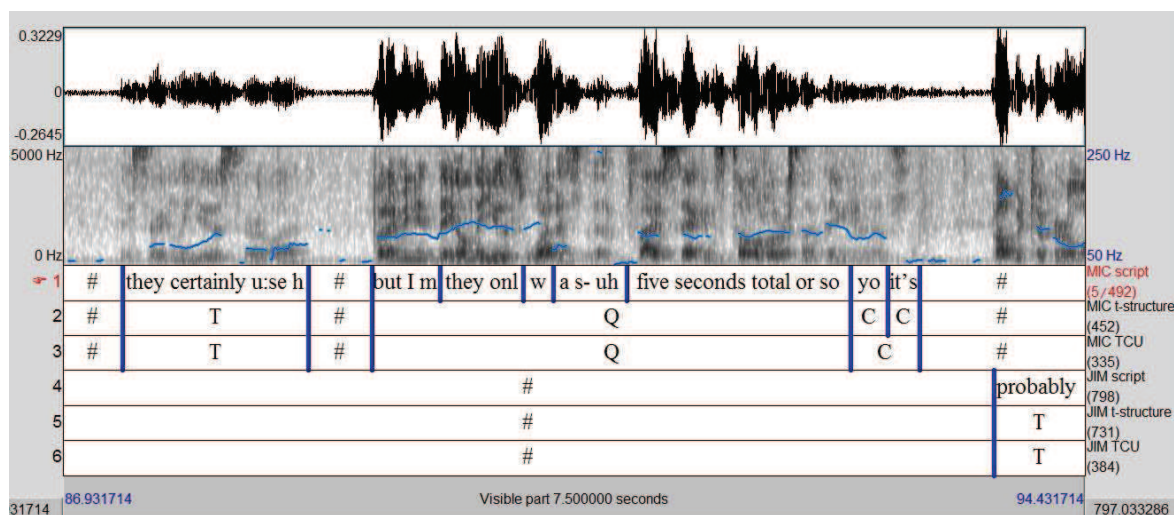 0.3229
0
-0.2645
5000 Hz
250 Hz
0 Hz
50 Hz
1 # they certainly u:se h # but I m they onl w a s- uh five seconds total or so yo it's # MIC script (5/492)
2 # T # Q C C # MIC t-structure (452)
3 # T # Q C # MIC TCU (335)
4 # probably JIM script (798)
5 # T JIM t-structure (731)
6 # T JIM TCU (384)
86.931714 Visible part 7.500000 seconds 94.431714
31714 797.033286